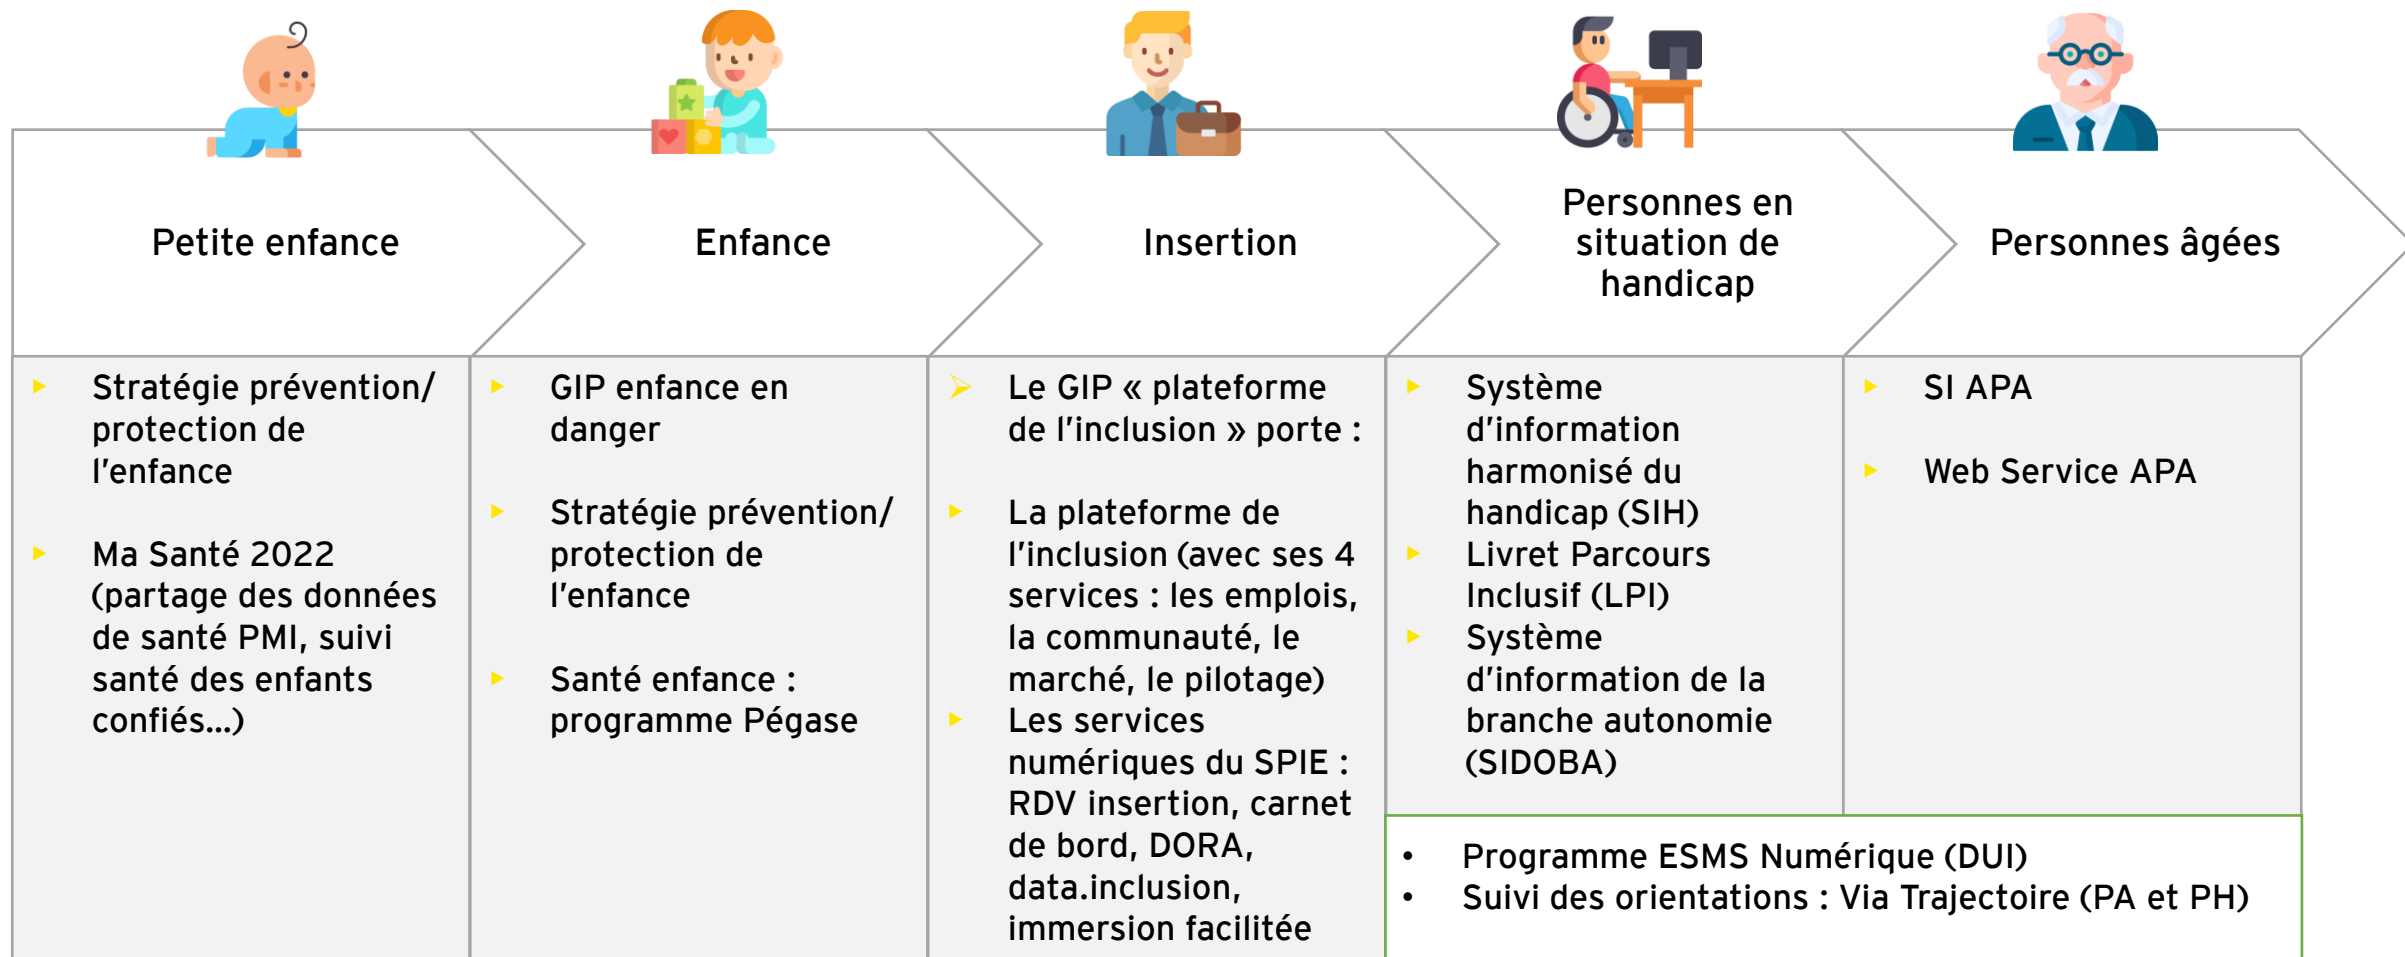 Petite enfance
Enfance
Insertion
Personnes en
situation de
handicap
Personnes âgées
▸ Stratégie prévention/
protection de
l'enfance
▸ Ma Santé 2022
(partage des données
de santé PMI, suivi
santé des enfants
confiés...)
▸ GIP enfance en
danger
▸ Stratégie prévention/
protection de
l'enfance
▸ Santé enfance :
programme Pégase
➢ Le GIP « plateforme
de l'inclusion » porte :
▸ La plateforme de
l'inclusion (avec ses 4
services : les emplois,
la communauté, le
marché, le pilotage)
▸ Les services
numériques du SPIE :
RDV insertion, carnet
de bord, DORA,
data.inclusion,
immersion facilitée
▸ Système
d'information
harmonisé du
handicap (SIH)
▸ Livret Parcours
Inclusif (LPI)
▸ Système
d'information de la
branche autonomie
(SIDOBA)
▸ SI APA
▸ Web Service APA
• Programme ESMS Numérique (DUI)
• Suivi des orientations : Via Trajectoire (PA et PH)